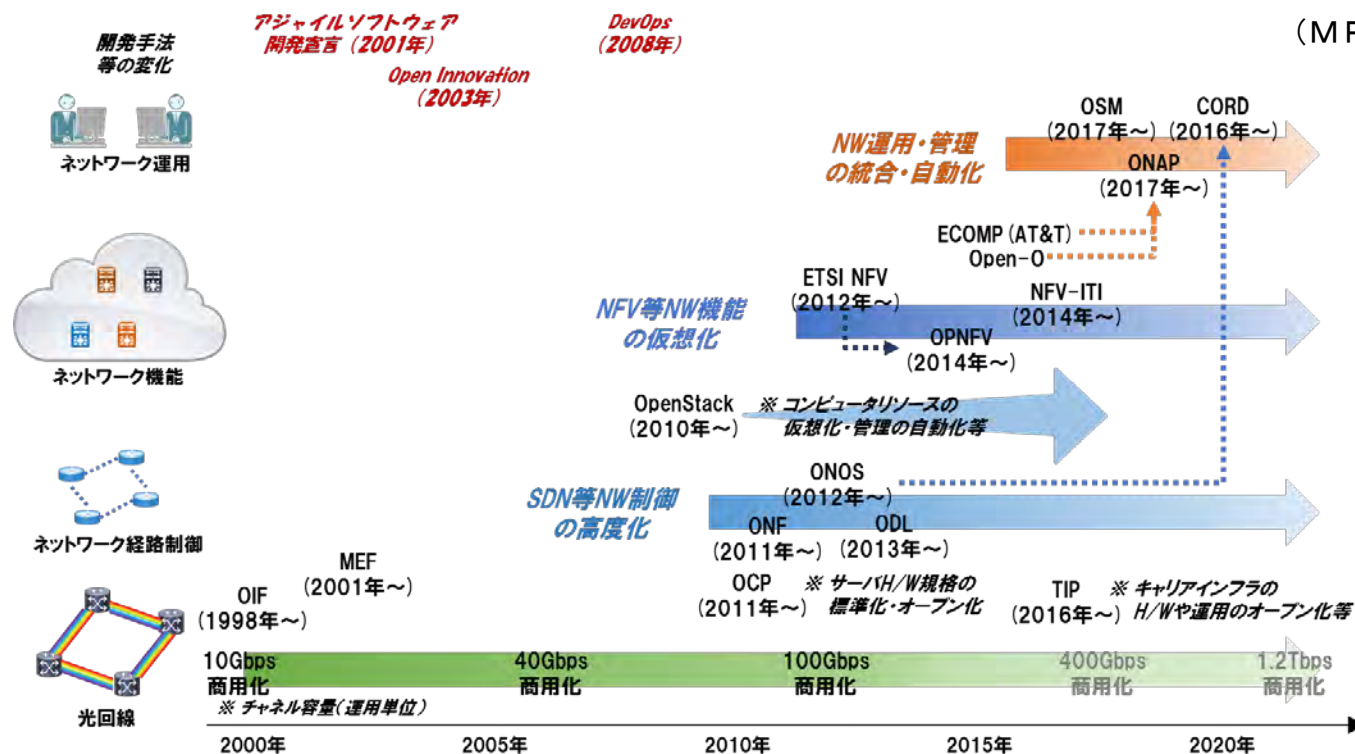 アジャイルソフトウェア
開発宣言（2001年）
DevOps
（2008年）
（MP
開発手法
等の変化
Open Innovation
（2003年）
ネットワーク運用
NW運用・管理
の統合・自動化
OSM
（2017年～）
CORD
（2016年～）
ONAP
（2017年～）
ECOMP（AT&T）
Open-O
ネットワーク機能
NFV等NW機能
の仮想化
ETSI NFV
（2012年～）
NFV-ITI
（2014年～）
OPNFV
（2014年～）
OpenStack
（2010年～）
※ コンピュータリソースの
仮想化・管理の自動化等
ネットワーク経路制御
SDN等NW制御
の高度化
ONOS
（2012年～）
ONF
（2011年～）
ODL
（2013年～）
MEF
（2001年～）
OIF
（1998年～）
OCP
（2011年～）
※ サーバH/W規格の
標準化・オープン化
TIP
（2016年～）
※ キャリアインフラの
H/Wや運用のオープン化等
10Gbps
商用化
40Gbps
商用化
100Gbps
商用化
400Gbps
商用化
1.2Tbps
商用化
光回線
※ チャネル容量（運用単位）
2000年
2005年
2010年
2015年
2020年